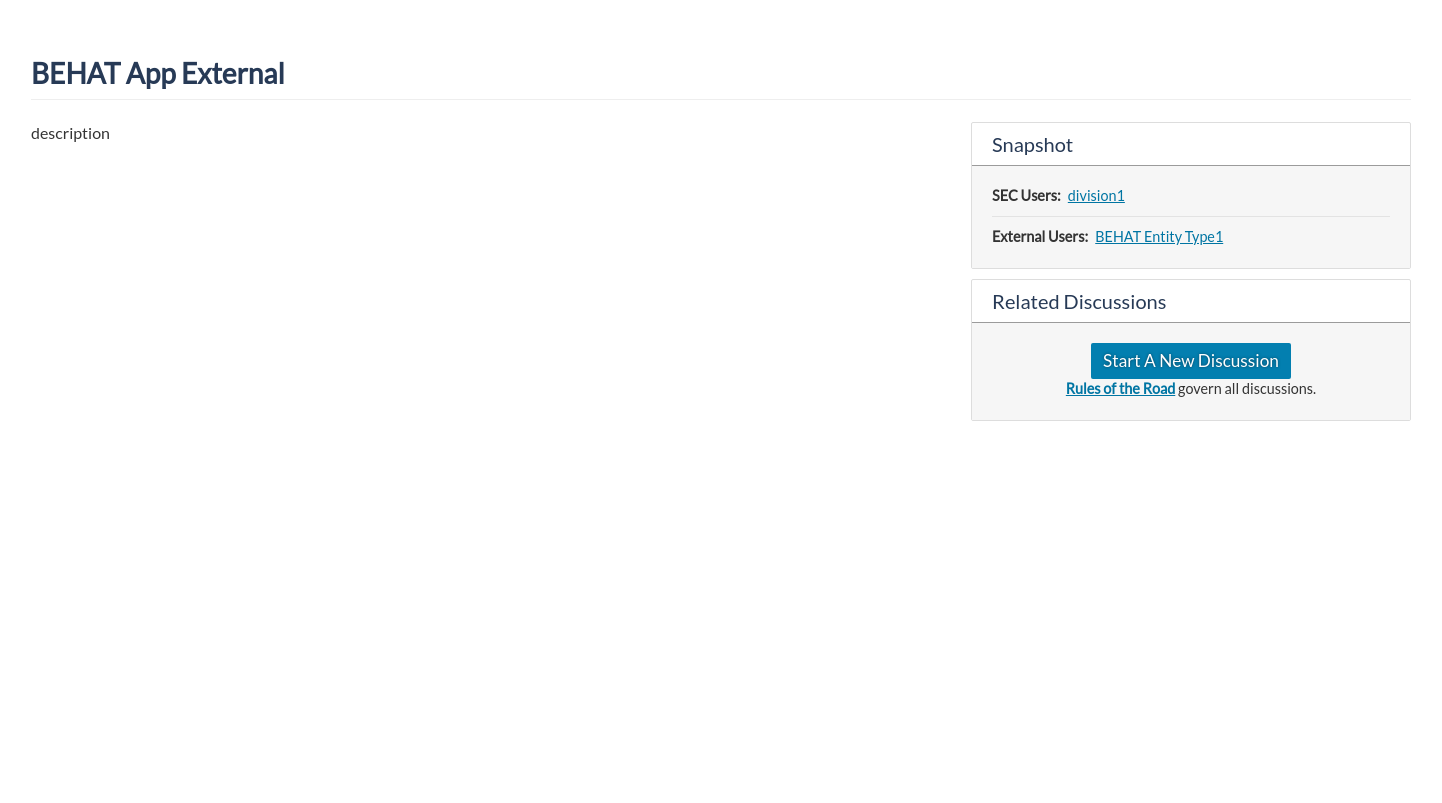 BEHAT App External
description
Snapshot
SEC Users: division1
External Users: BEHAT Entity Type1
Related Discussions
Start A New Discussion
Rules of the Road govern all discussions.